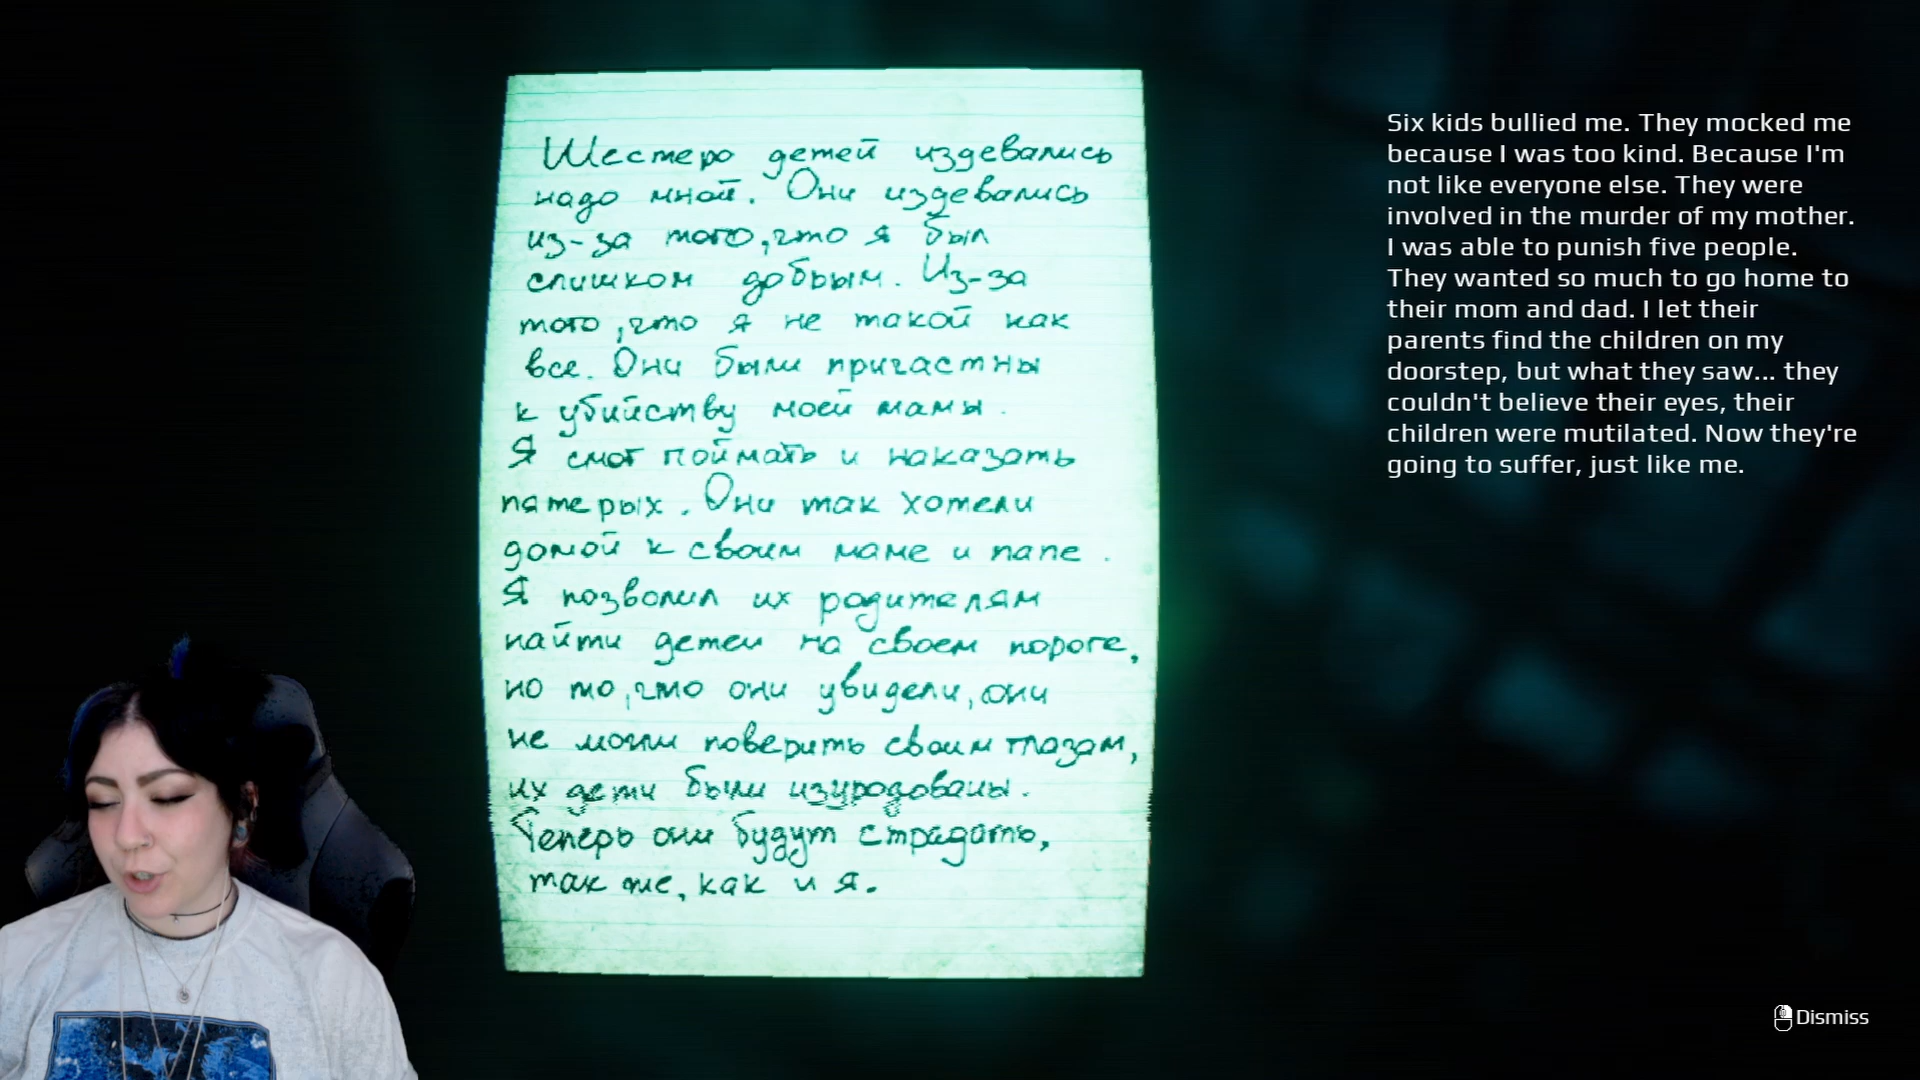 Шестеро детей издевались
надо мной. Они издевались
из-за того, что я был
слишком добрым. Из-за
того, что я не такой как
все. Они были причастны
к убийству моей мамы.
Я смог поймать и наказать
пятерых. Они так хотели
домой к своим маме и папе.
Я позволил их родителям
найти детей на своем пороге,
но то, что они увидели, они
не могли поверить своим глазам,
их дети были изуродованы.
Теперь они будут страдать,
так же, как и я.
Six kids bullied me. They mocked me
because I was too kind. Because I'm
not like everyone else. They were
involved in the murder of my mother.
I was able to punish five people.
They wanted so much to go home to
their mom and dad. I let their
parents find the children on my
doorstep, but what they saw... they
couldn't believe their eyes, their
children were mutilated. Now they're
going to suffer, just like me.
Dismiss